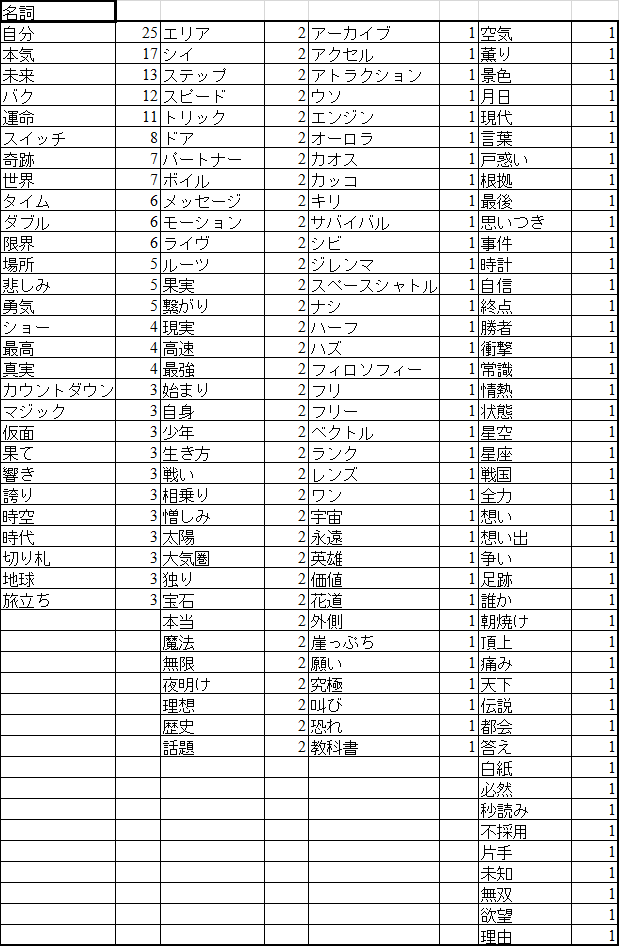 名詞
自分 25 エリア 2 アーカイブ 1 空気 1
本気 17 シイ 2 アクセル 1 薫り 1
未来 13 ステップ 2 アトラクション 1 景色 1
バク 12 スピード 2 ウソ 1 月日 1
運命 11 トリック 2 エンジン 1 現代 1
スイッチ 8 ドア 2 オーロラ 1 言葉 1
奇跡 7 パートナー 2 カオス 1 戸惑い 1
世界 7 ボイル 2 カッコ 1 根拠 1
タイム 6 メッセージ 2 キリ 1 最後 1
ダブル 6 モーション 2 サバイバル 1 思いつき 1
限界 6 ライヴ 2 シビ 1 事件 1
場所 5 ルーツ 2 ジレンマ 1 時計 1
悲しみ 5 果実 2 スペースシャトル 1 自信 1
勇気 5 繋がり 2 ナシ 1 終点 1
ショー 4 現実 2 ハーフ 1 勝者 1
最高 4 高速 2 ハズ 1 衝撃 1
真実 4 最強 2 フィロソフィー 1 常識 1
カウントダウン 3 始まり 2 フリ 1 情熱 1
マジック 3 自身 2 フリー 1 状態 1
仮面 3 少年 2 ベクトル 1 星空 1
果て 3 生き方 2 ランク 1 星座 1
響き 3 戦い 2 レンズ 1 戦国 1
誇り 3 相乗り 2 ワン 1 全力 1
時空 3 憎しみ 2 宇宙 1 想い 1
時代 3 太陽 2 永遠 1 想い出 1
切り札 3 大気圏 2 英雄 1 争い 1
地球 3 独り 2 価値 1 足跡 1
旅立ち 3 宝石 2 花道 1 誰か 1
本当 2 外側 1 朝焼け 1
魔法 2 崖っぷち 1 頂上 1
無限 2 願い 1 痛み 1
夜明け 2 究極 1 天下 1
理想 2 叫び 1 伝説 1
歴史 2 恐れ 1 都会 1
話題 2 教科書 1 答え 1
白紙 1
必然 1
秒読み 1
不採用 1
片手 1
未知 1
無双 1
欲望 1
理由 1